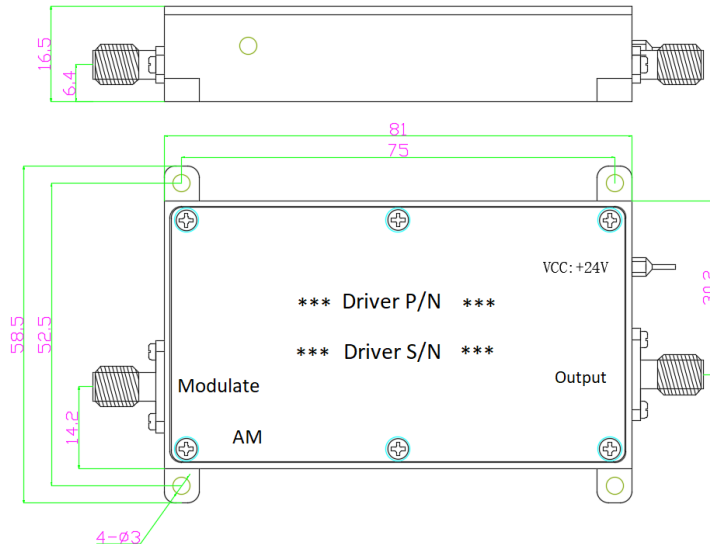 16.5
6.4
81
75
58.5
52.5
14.2
VCC: +24V
*** Driver P/N ***
*** Driver S/N ***
Modulate
Output
AM
4-ø3